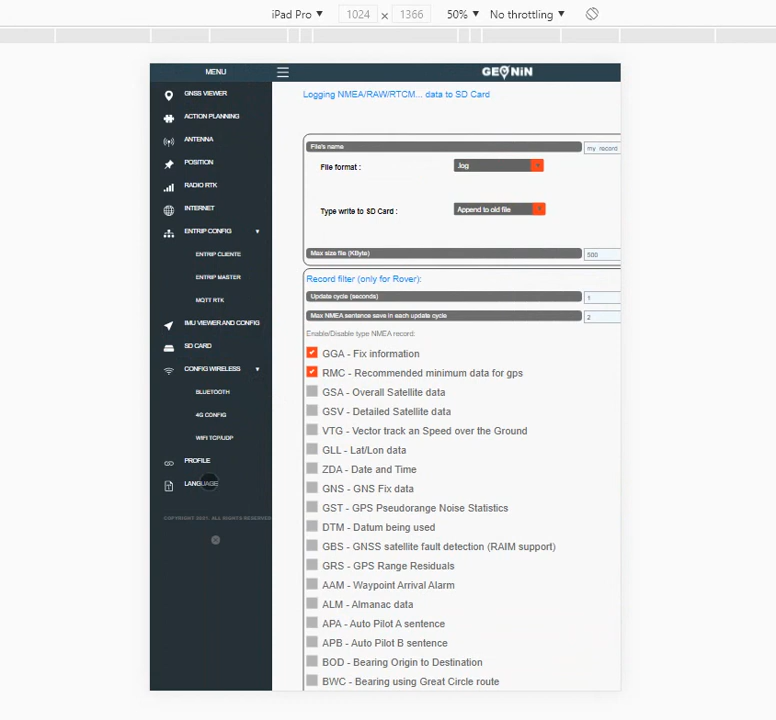 iPad Pro ▼ 1024 × 1366 50% ▼ No throttling ▼
MENU
GEONiN
GNSS VIEWER
ACTION PLANNING
ANTENNA
POSITION
RADIO RTK
INTERNET
ENTRIP CONFIG ▼
ENTRIP CLIENTE
ENTRIP MASTER
MQTT RTK
IMU VIEWER AND CONFIG
SD CARD
CONFIG WIRELESS ▼
BLUETOOTH
4G CONFIG
WIFI TCP/UDP
PROFILE
LANGUAGE
COPYRIGHT ©2021. ALL RIGHTS RESERVED
Logging NMEA/RAW/RTCM... data to SD Card
File's name
my record
File format :
.log
Type write to SD Card :
Append to old file
Max size file (KByte)
500
Record filter (only for Rover):
Update cycle (seconds)
1
Max NMEA sentence save in each update cycle
2
Enable/Disable type NMEA record:
GGA - Fix information
RMC - Recommended minimum data for gps
GSA - Overall Satellite data
GSV - Detailed Satellite data
VTG - Vector track an Speed over the Ground
GLL - Lat/Lon data
ZDA - Date and Time
GNS - GNS Fix data
GST - GPS Pseudorange Noise Statistics
DTM - Datum being used
GBS - GNSS satellite fault detection (RAIM support)
GRS - GPS Range Residuals
AAM - Waypoint Arrival Alarm
ALM - Almanac data
APA - Auto Pilot A sentence
APB - Auto Pilot B sentence
BOD - Bearing Origin to Destination
BWC - Bearing using Great Circle route